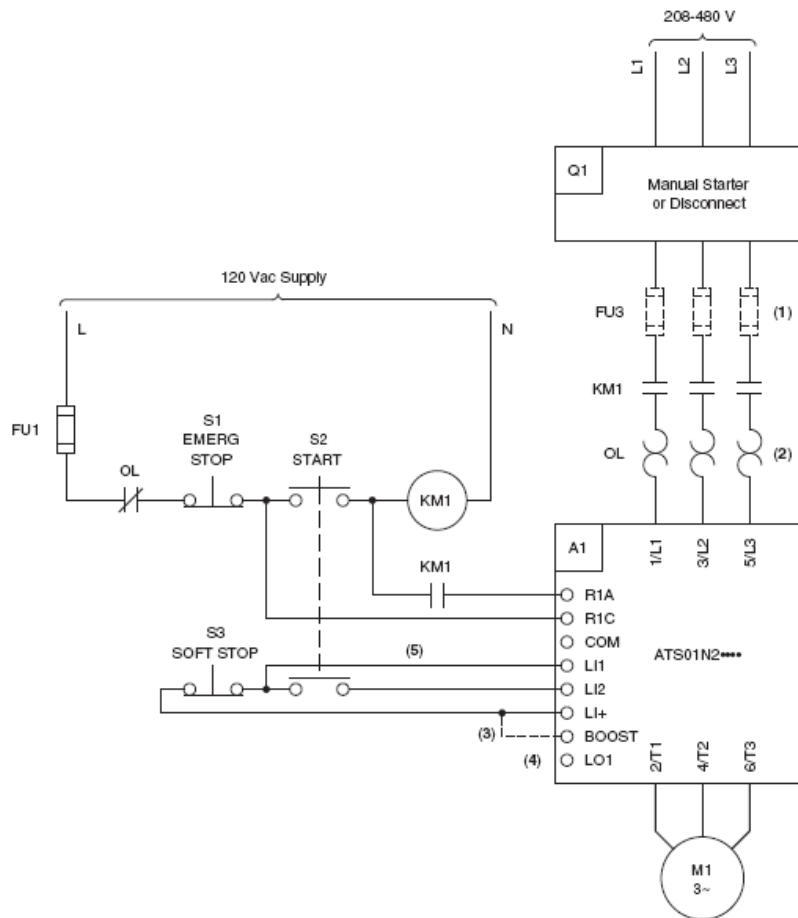 208-480 V
L1
L2
L3
Q1
Manual Starter
or Disconnect
120 Vac Supply
L
N
FU3
(1)
FU1
S1
EMERG
STOP
S2
START
KM1
OL
OL
(2)
KM1
A1
1/L1
3/L2
5/L3
KM1
R1A
R1C
COM
ATS01N2••••
S3
SOFT STOP
(5)
LI1
LI2
LI+
(3)
BOOST
(4)
LO1
2/T1
4/T2
6/T3
M1
3~